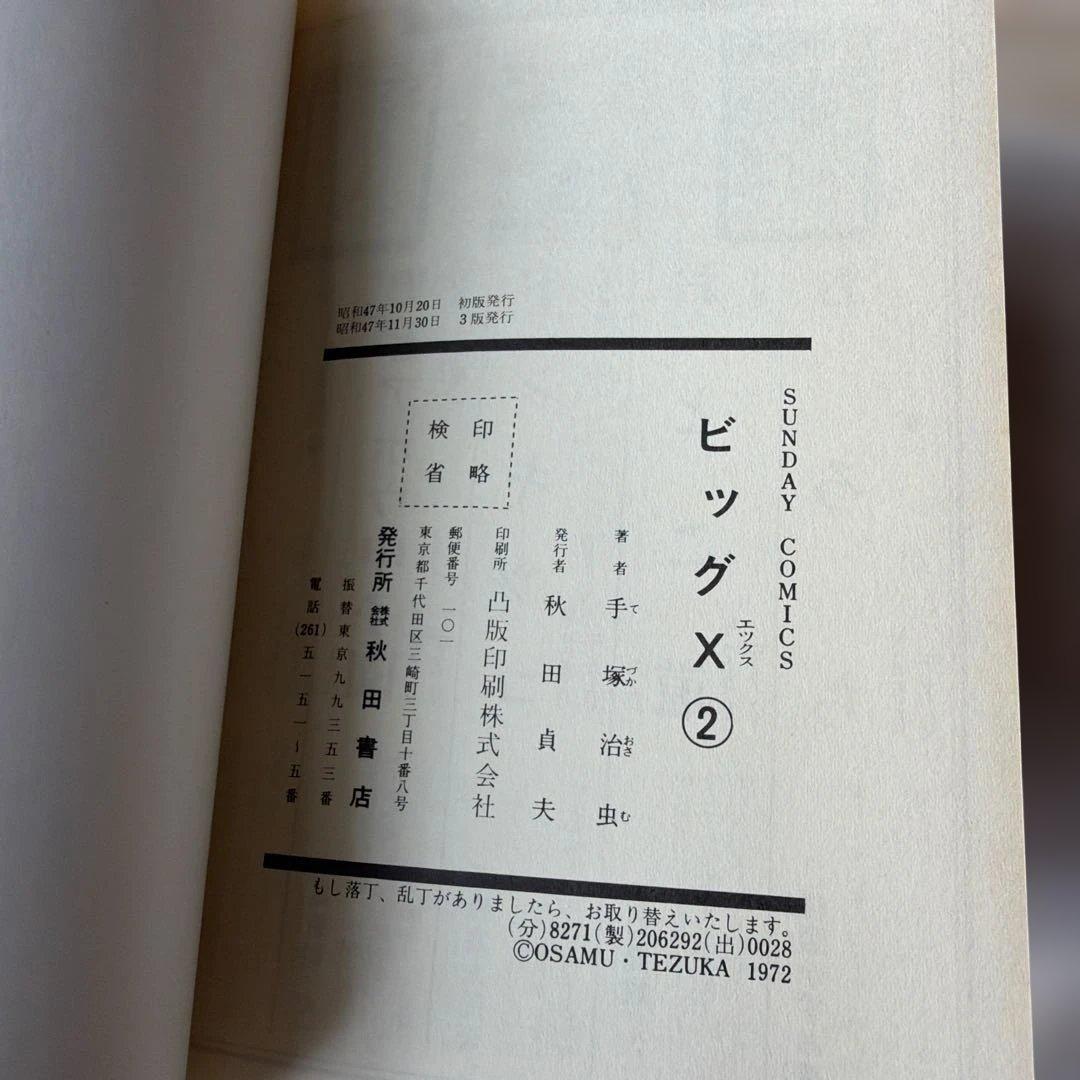 昭和47年10月20日 初版発行
昭和47年11月30日 3版発行
SUNDAY COMICS
ビッグX②
エックス
著者 手塚治虫
てづかおさむ
発行者 秋田貞夫
印刷所 凸版印刷株式会社
検印
省略
郵便番号 一〇一
東京都千代田区三崎町三丁目十番八号
発行所 株式会社 秋田書店
振替東京九九三五三番
電話(261)五一五一〜五番
もし落丁、乱丁がありましたら、お取り替えいたします。
(分)8271(製)206292(出)0028
©OSAMU・TEZUKA 1972